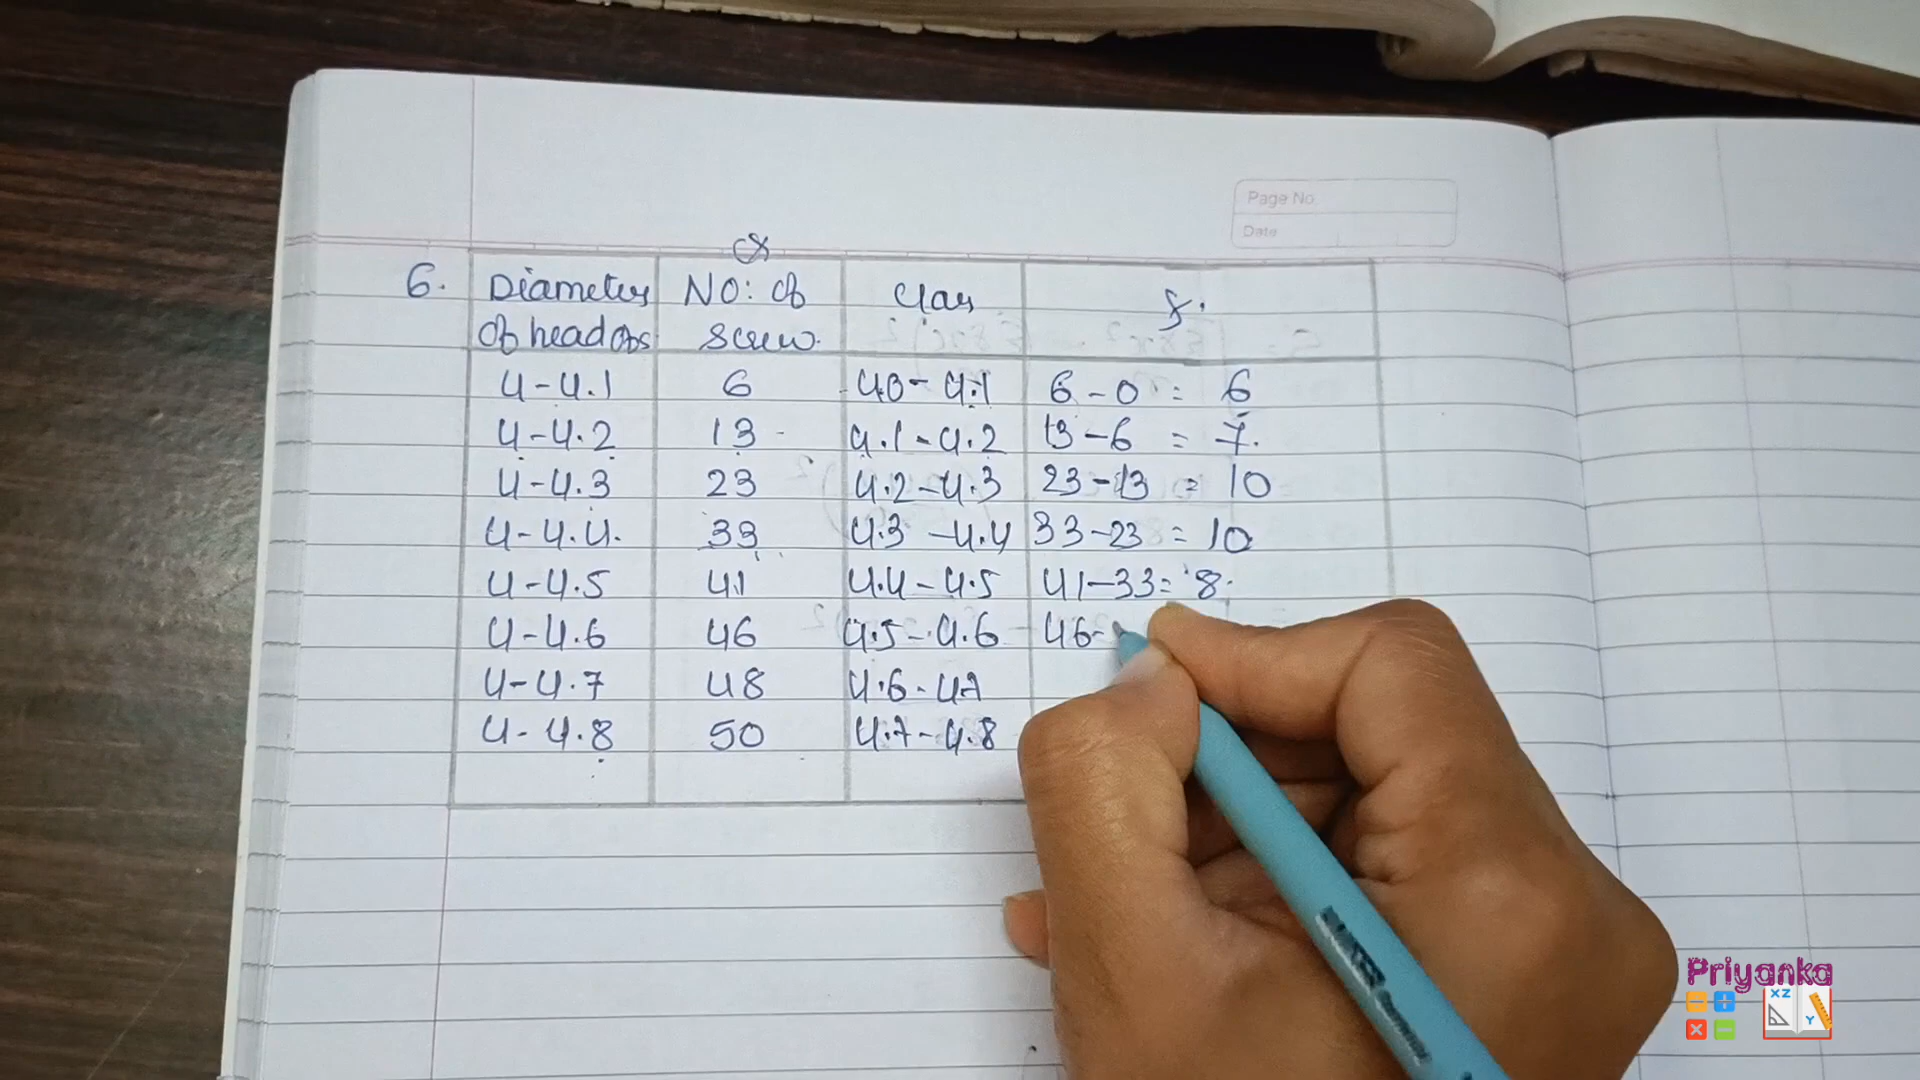 Page No.
Date
cf
6. Diameter NO: of Class f.
of head of screw.
4-4.1 6 4.0-4.1 6-0 = 6
4-4.2 13 4.1-4.2 13-6 = 7.
4-4.3 23 4.2-4.3 23-13 = 10
4-4.4. 33 4.3-4.4 33-23 = 10
4-4.5 41 4.4-4.5 41-33= 8.
4-4.6 46 4.5-4.6 46-
4-4.7 48 4.6-4.7
4-4.8 50 4.7-4.8
Priyanka
XZ
Y